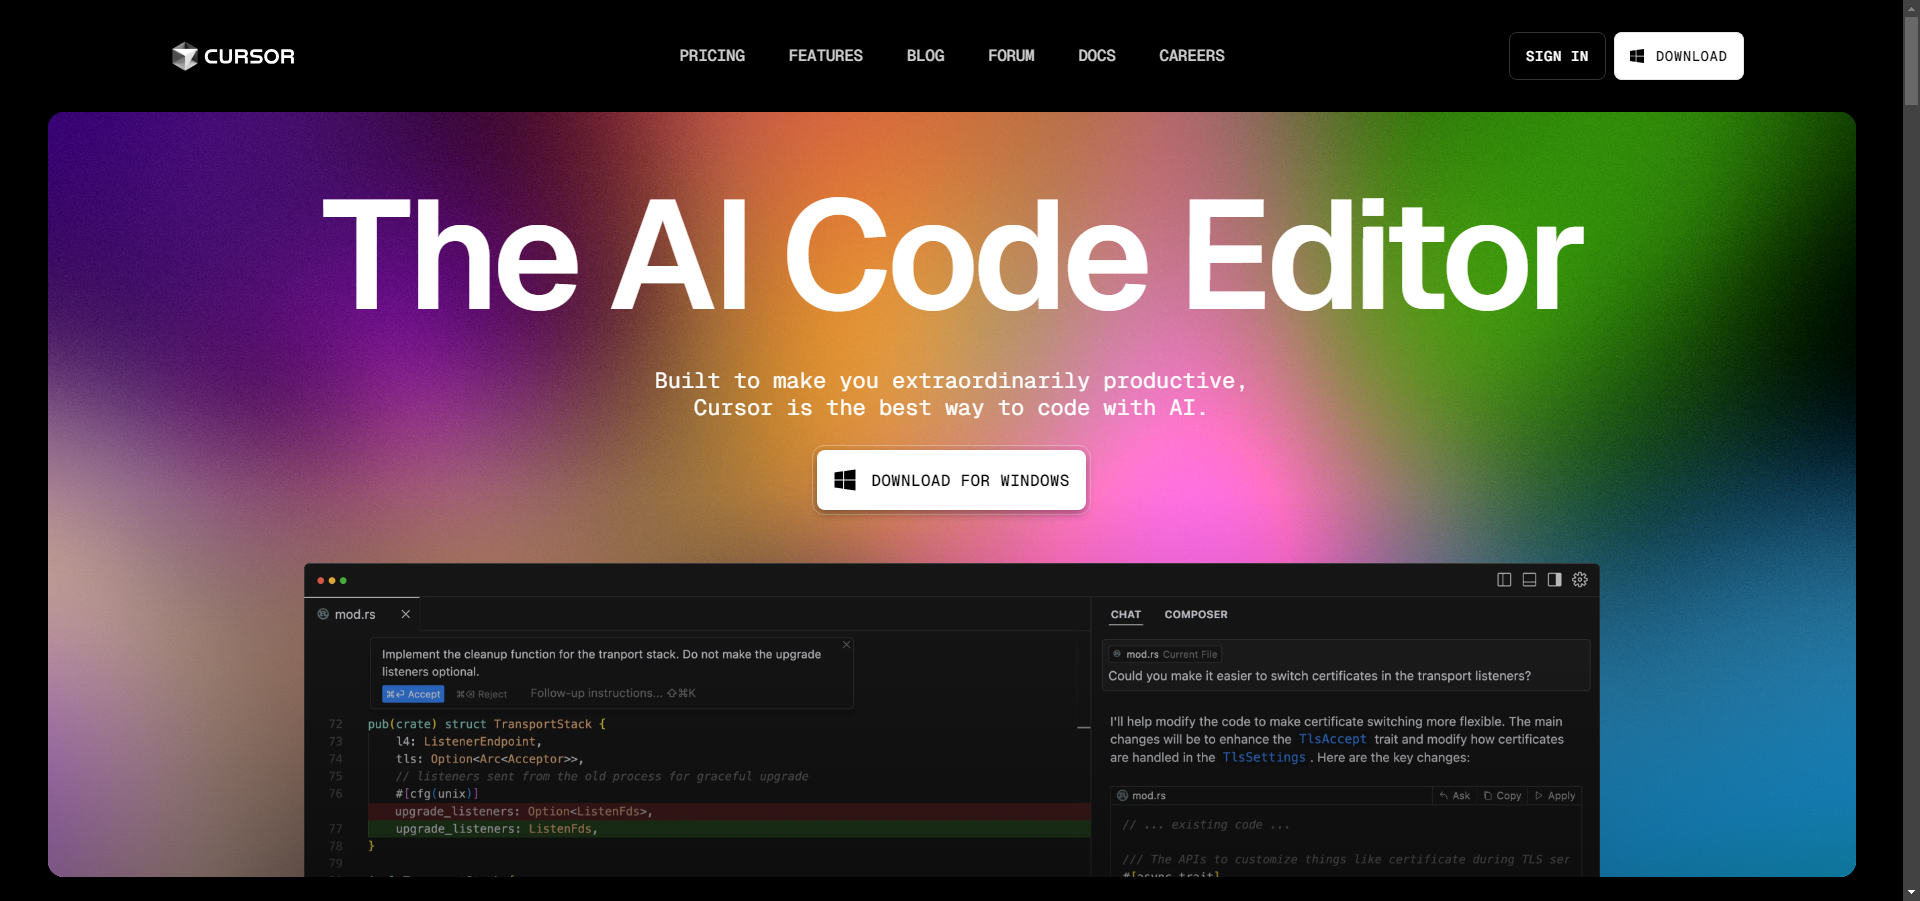 CURSOR
PRICING
FEATURES
BLOG
FORUM
DOCS
CAREERS
SIGN IN
DOWNLOAD
The AI Code Editor
Built to make you extraordinarily productive,
Cursor is the best way to code with AI.
DOWNLOAD FOR WINDOWS
mod.rs
Implement the cleanup function for the tranport stack. Do not make the upgrade
listeners optional.
⌘⏎ Accept ⌘⌫ Reject Follow-up instructions... ⇧⌘K
72 pub(crate) struct TransportStack {
73 l4: ListenerEndpoint,
74 tls: Option<Arc<Acceptor>>,
75 // listeners sent from the old process for graceful upgrade
76 #[cfg(unix)]
upgrade_listeners: Option<ListenFds>,
77 upgrade_listeners: ListenFds,
78 }
79
CHAT COMPOSER
mod.rs Current File
Could you make it easier to switch certificates in the transport listeners?
I'll help modify the code to make certificate switching more flexible. The main
changes will be to enhance the TlsAccept trait and modify how certificates
are handled in the TlsSettings . Here are the key changes:
mod.rs Ask Copy Apply
// ... existing code ...
/// The APIs to customize things like certificate during TLS ser
#[async_trait]